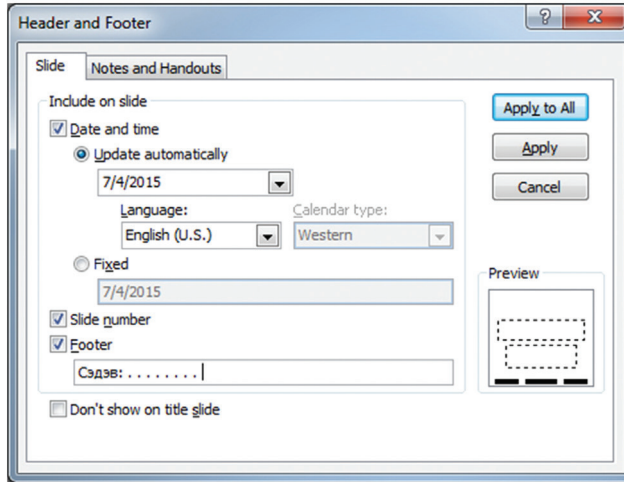 Header and Footer
Slide
Notes and Handouts
Include on slide
Date and time
Update automatically
7/4/2015
Language:
Calendar type:
English (U.S.)
Western
Fixed
7/4/2015
Slide number
Footer
Сэдэв: . . . . . . . .
Don't show on title slide
Apply to All
Apply
Cancel
Preview